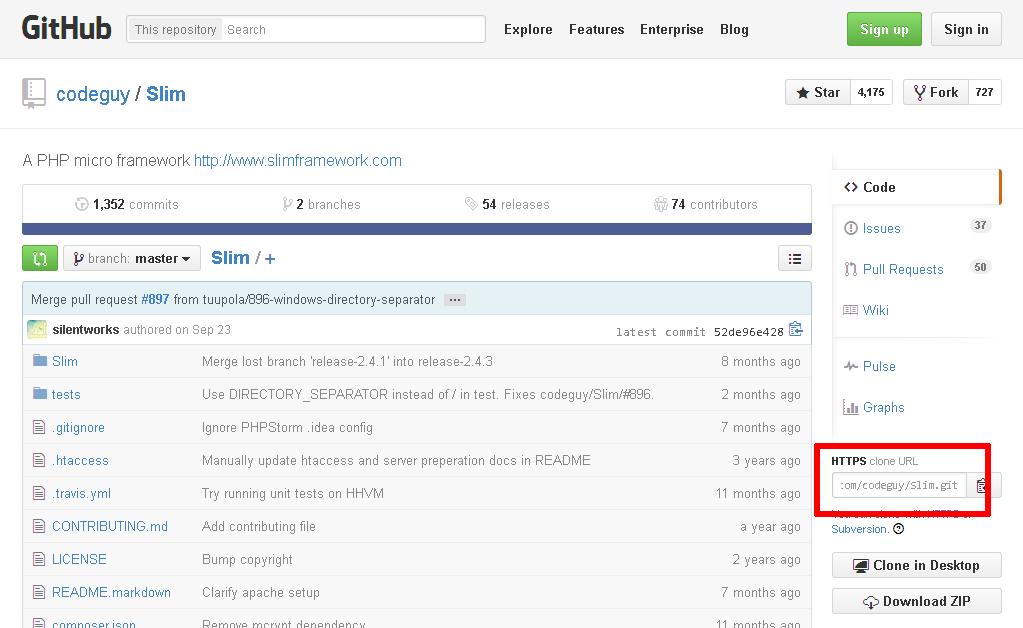 GitHub This repository Search Explore Features Enterprise Blog Sign up Sign in
codeguy / Slim Star 4,175 Fork 727
A PHP micro framework http://www.slimframework.com
1,352 commits 2 branches 54 releases 74 contributors
branch: master Slim / +
Merge pull request #897 from tuupola/896-windows-directory-separator ...
silentworks authored on Sep 23 latest commit 52de96e428
Slim Merge lost branch 'release-2.4.1' into release-2.4.3 8 months ago
tests Use DIRECTORY_SEPARATOR instead of / in test. Fixes codeguy/Slim/#896. 2 months ago
.gitignore Ignore PHPStorm .idea config 7 months ago
.htaccess Manually update htaccess and server preperation docs in README 3 years ago
.travis.yml Try running unit tests on HHVM 11 months ago
CONTRIBUTING.md Add contributing file a year ago
LICENSE Bump copyright 2 years ago
README.markdown Clarify apache setup 7 months ago
composer.json Remove mcrypt dependency 11 months ago
Code
Issues 37
Pull Requests 50
Wiki
Pulse
Graphs
HTTPS clone URL
:om/codeguy/Slim.git
Subversion.
Clone in Desktop
Download ZIP